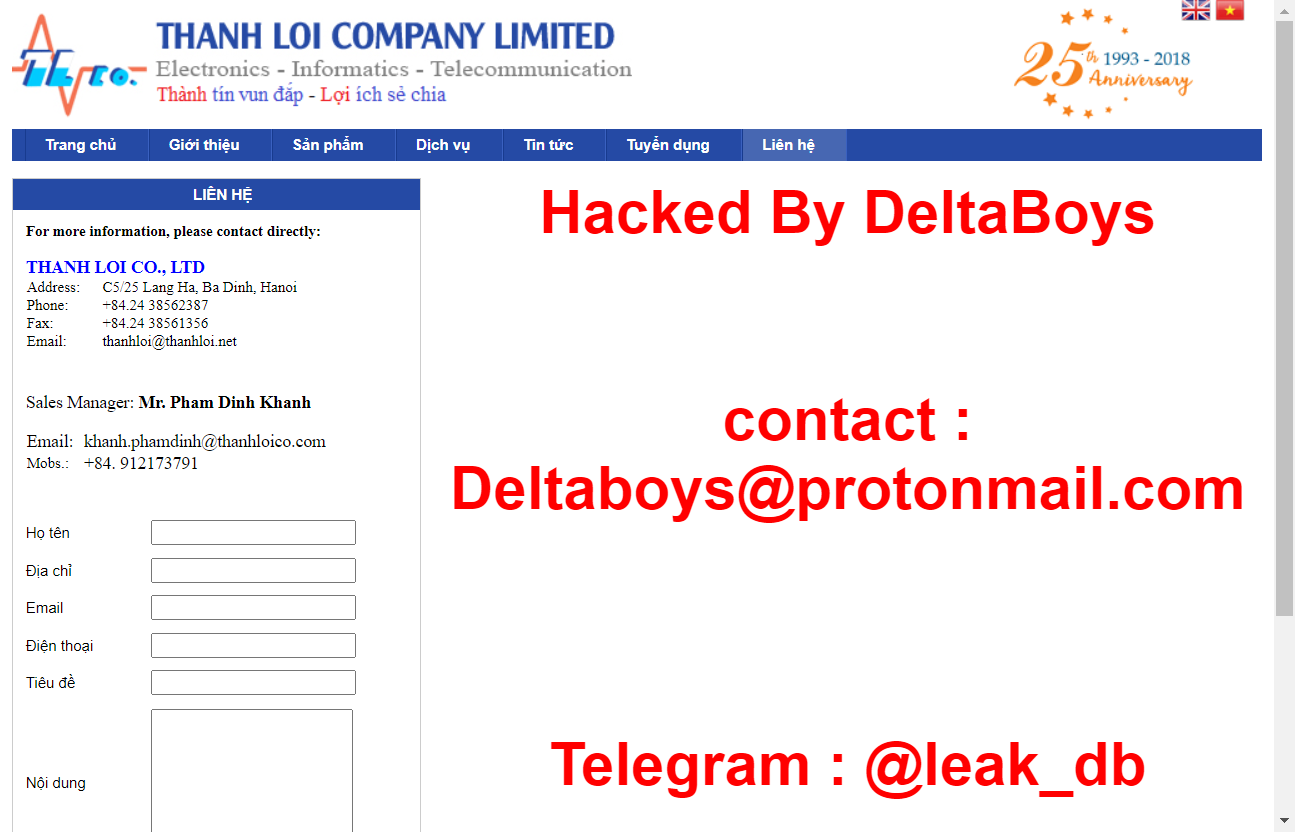 THANH LOI COMPANY LIMITED
Electronics - Informatics - Telecommunication
Thành tín vun đắp - Lợi ích sẻ chia
TL CO.
25th 1993 - 2018
Anniversary
Trang chủ Giới thiệu Sản phẩm Dịch vụ Tin tức Tuyển dụng Liên hệ
LIÊN HỆ
For more information, please contact directly:
THANH LOI CO., LTD
Address: C5/25 Lang Ha, Ba Dinh, Hanoi
Phone: +84.24 38562387
Fax: +84.24 38561356
Email: thanhloi@thanhloi.net
Sales Manager: Mr. Pham Dinh Khanh
Email: khanh.phamdinh@thanhloico.com
Mobs.: +84. 912173791
Họ tên
Địa chỉ
Email
Điện thoại
Tiêu đề
Nội dung
Hacked By DeltaBoys
contact :
Deltaboys@protonmail.com
Telegram : @leak_db